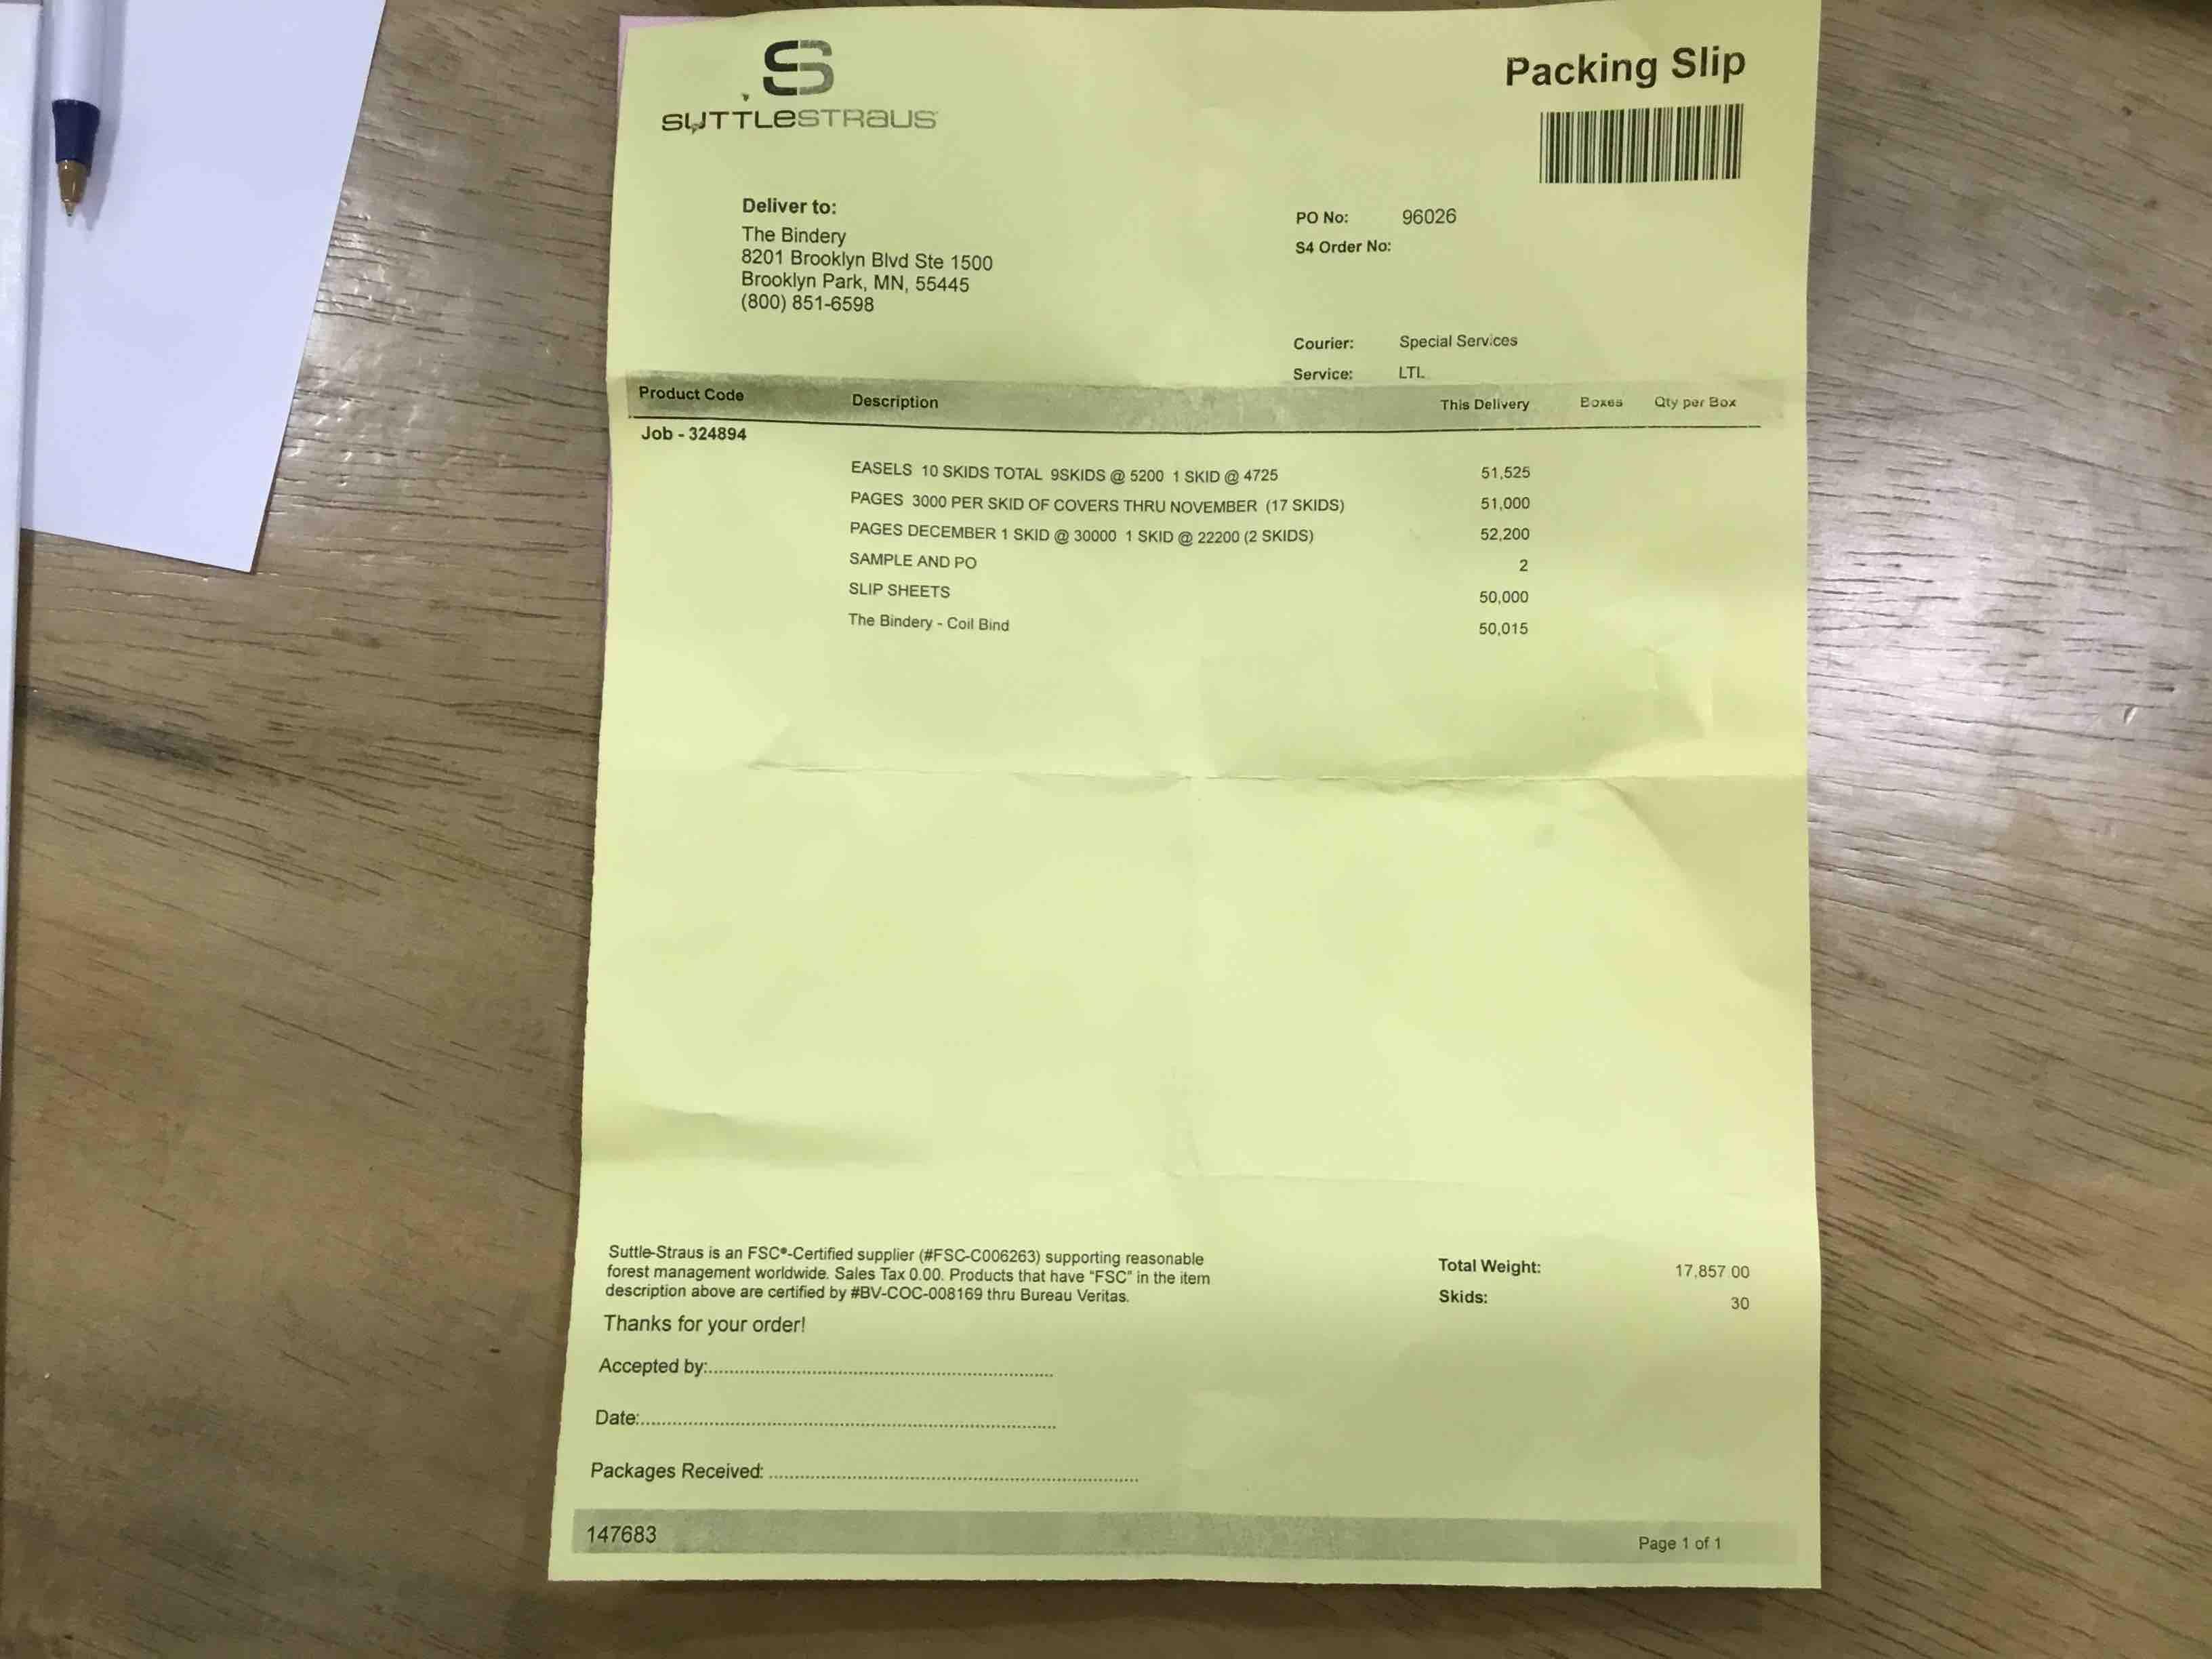 SUTTLESTRAUS
Packing Slip
Deliver to:
The Bindery
8201 Brooklyn Blvd Ste 1500
Brooklyn Park, MN, 55445
(800) 851-6598
PO No: 96026
S4 Order No:
Courier: Special Services
Service: LTL
Product Code Description This Delivery Boxes Qty per Box
Job - 324894
EASELS 10 SKIDS TOTAL 9SKIDS @ 5200 1 SKID @ 4725 51,525
PAGES 3000 PER SKID OF COVERS THRU NOVEMBER (17 SKIDS) 51,000
PAGES DECEMBER 1 SKID @ 30000 1 SKID @ 22200 (2 SKIDS) 52,200
SAMPLE AND PO 2
SLIP SHEETS 50,000
The Bindery - Coil Bind 50,015
Suttle-Straus is an FSC®-Certified supplier (#FSC-C006263) supporting reasonable
forest management worldwide. Sales Tax 0.00. Products that have "FSC" in the item
description above are certified by #BV-COC-008169 thru Bureau Veritas.
Total Weight: 17,857.00
Skids: 30
Thanks for your order!
Accepted by:
Date:
Packages Received:
147683
Page 1 of 1